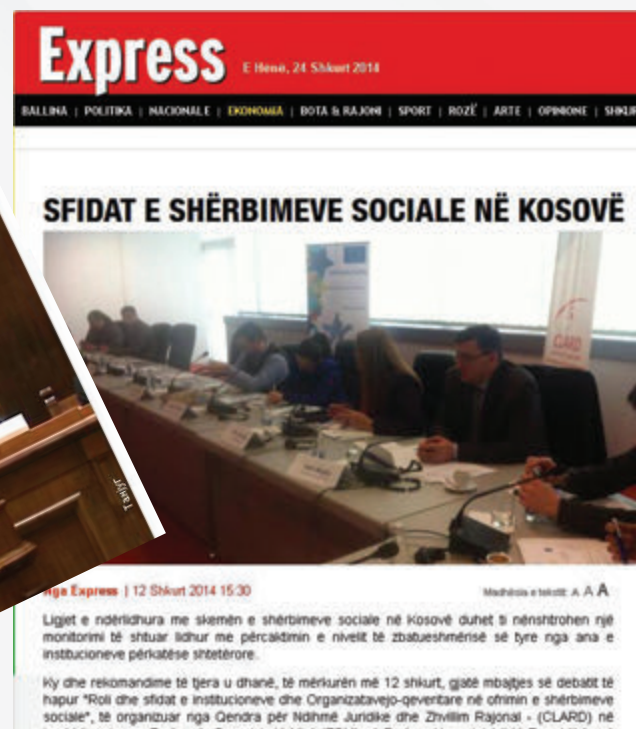 Express
E Hënë, 24 Shkurt 2014
BALLINA | POLITIKA | NACIONALE | EKONOMIA | BOTA & RAJONI | SPORT | ROZË | ARTE | OPINIONE |
SFIDAT E SHËRBIMEVE SOCIALE NË KOSOVË
CLARD
Tanjyr
Nga Express | 12 Shkurt 2014 15:30
Madhësia e tekstit: A A A
Ligjet e ndërlidhura me skemën e shërbimeve sociale në Kosovë duhet ti nënshtrohen një
monitorimi të shtuar lidhur me përcaktimin e nivelit të zbatueshmërisë së tyre nga ana e
institucioneve përkatëse shtetërore.
Ky dhe rekomandime të tjera u dhanë, të mërkurën më 12 shkurt, gjatë mbajtjes së debatit të
hapur "Roli dhe sfidat e institucioneve dhe Organizatavejo-qeveritare në ofrimin e shërbimeve
sociale", të organizuar nga Qendra për Ndihmë Juridike dhe Zhvillim Rajonal - (CLARD) në